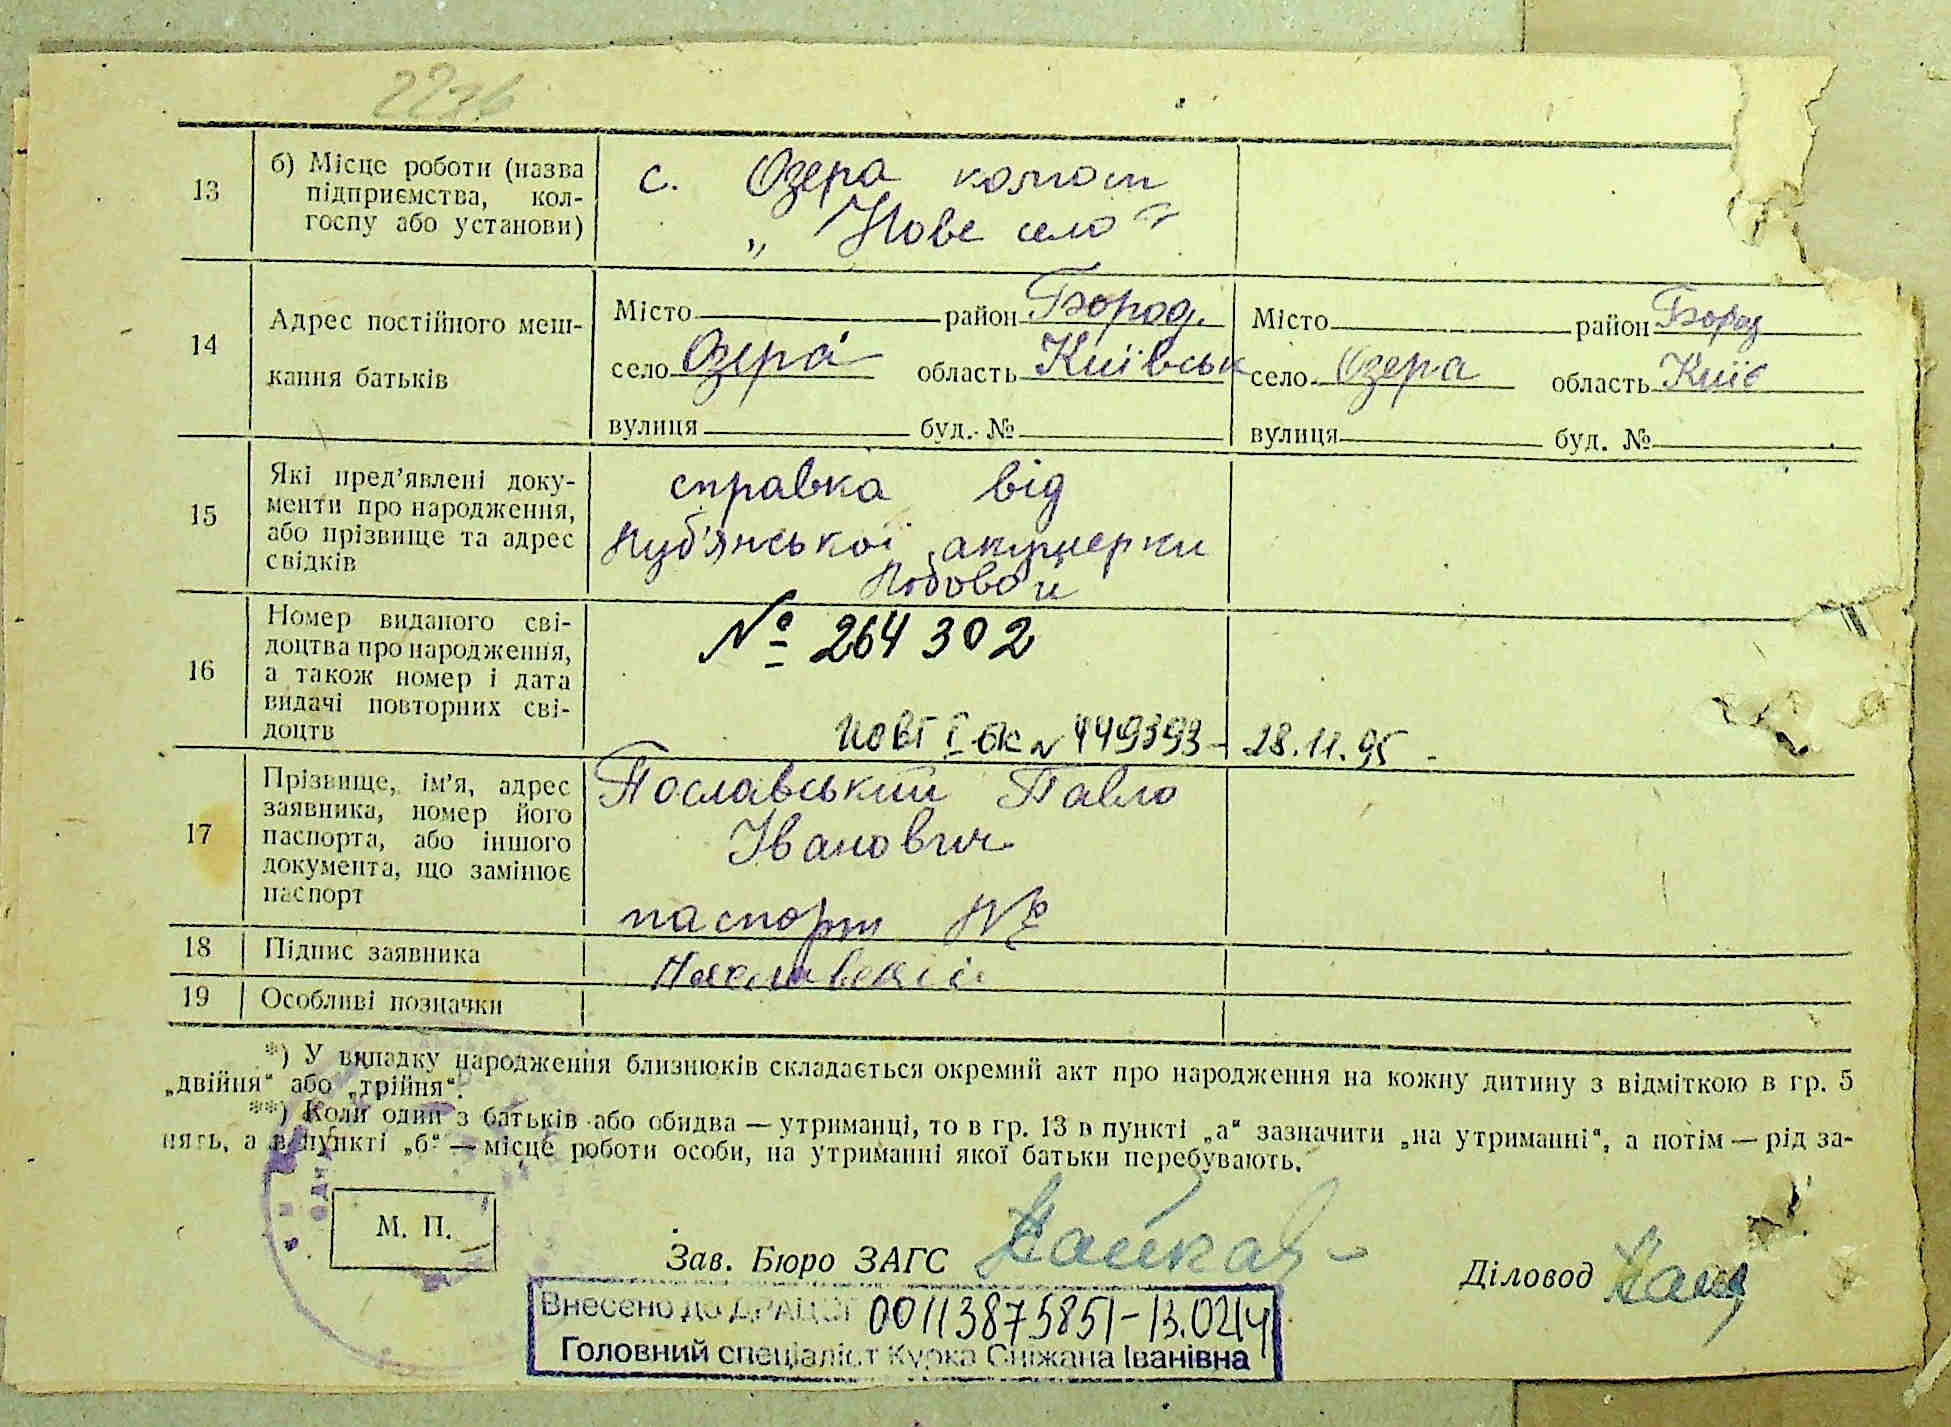 223б
13 б) Місце роботи (назва с. Озера колгосп
підприємства, кол- „ Нове село "
госпу або установи)
14 Адрес постійного меш-
кання батьків
Місто район Бород. Місто район Бород
село Озера область Київськ село Озера область Київ
вулиця буд. № вулиця буд. №
15 Які пред’явлені доку- справка від
менти про народження,
або прізвище та адрес акушерки
свідків
16 Номер виданого сві- № 264302
доцтва про народження,
а також номер і дата
видачі повторних сві- повт І-БК № 449393 - 28.11.95
доцтв
17 Прізвище, ім’я, адрес Пославський Павло
заявника, номер його
паспорта, або іншого Іванович
документа, що замінює
паспорт паспорт №
18 Підпис заявника Пославский
19 Особливі позначки
*) У випадку народження близнюків складається окремий акт про народження на кожну дитину з відміткою в гр. 5
„двійня“ або „трійня“.
**) Коли один з батьків або обидва — утриманці, то в гр. 13 в пункті „а“ зазначити „на утриманні“, а потім — рід за-
нять, а в пункті „б“ — місце роботи особи, на утриманні якої батьки перебувають.
М. П.
Зав. Бюро ЗАГС
Діловод
Внесено до ДРАЦСГ 00113875851-13.02.14
Головний спеціаліст Курка Сніжана Іванівна